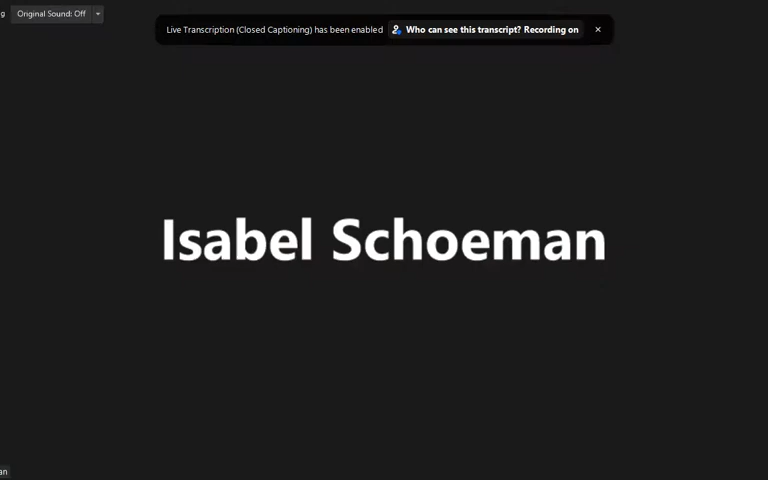 g Original Sound: Off
Live Transcription (Closed Captioning) has been enabled Who can see this transcript? Recording on
Isabel Schoeman
an